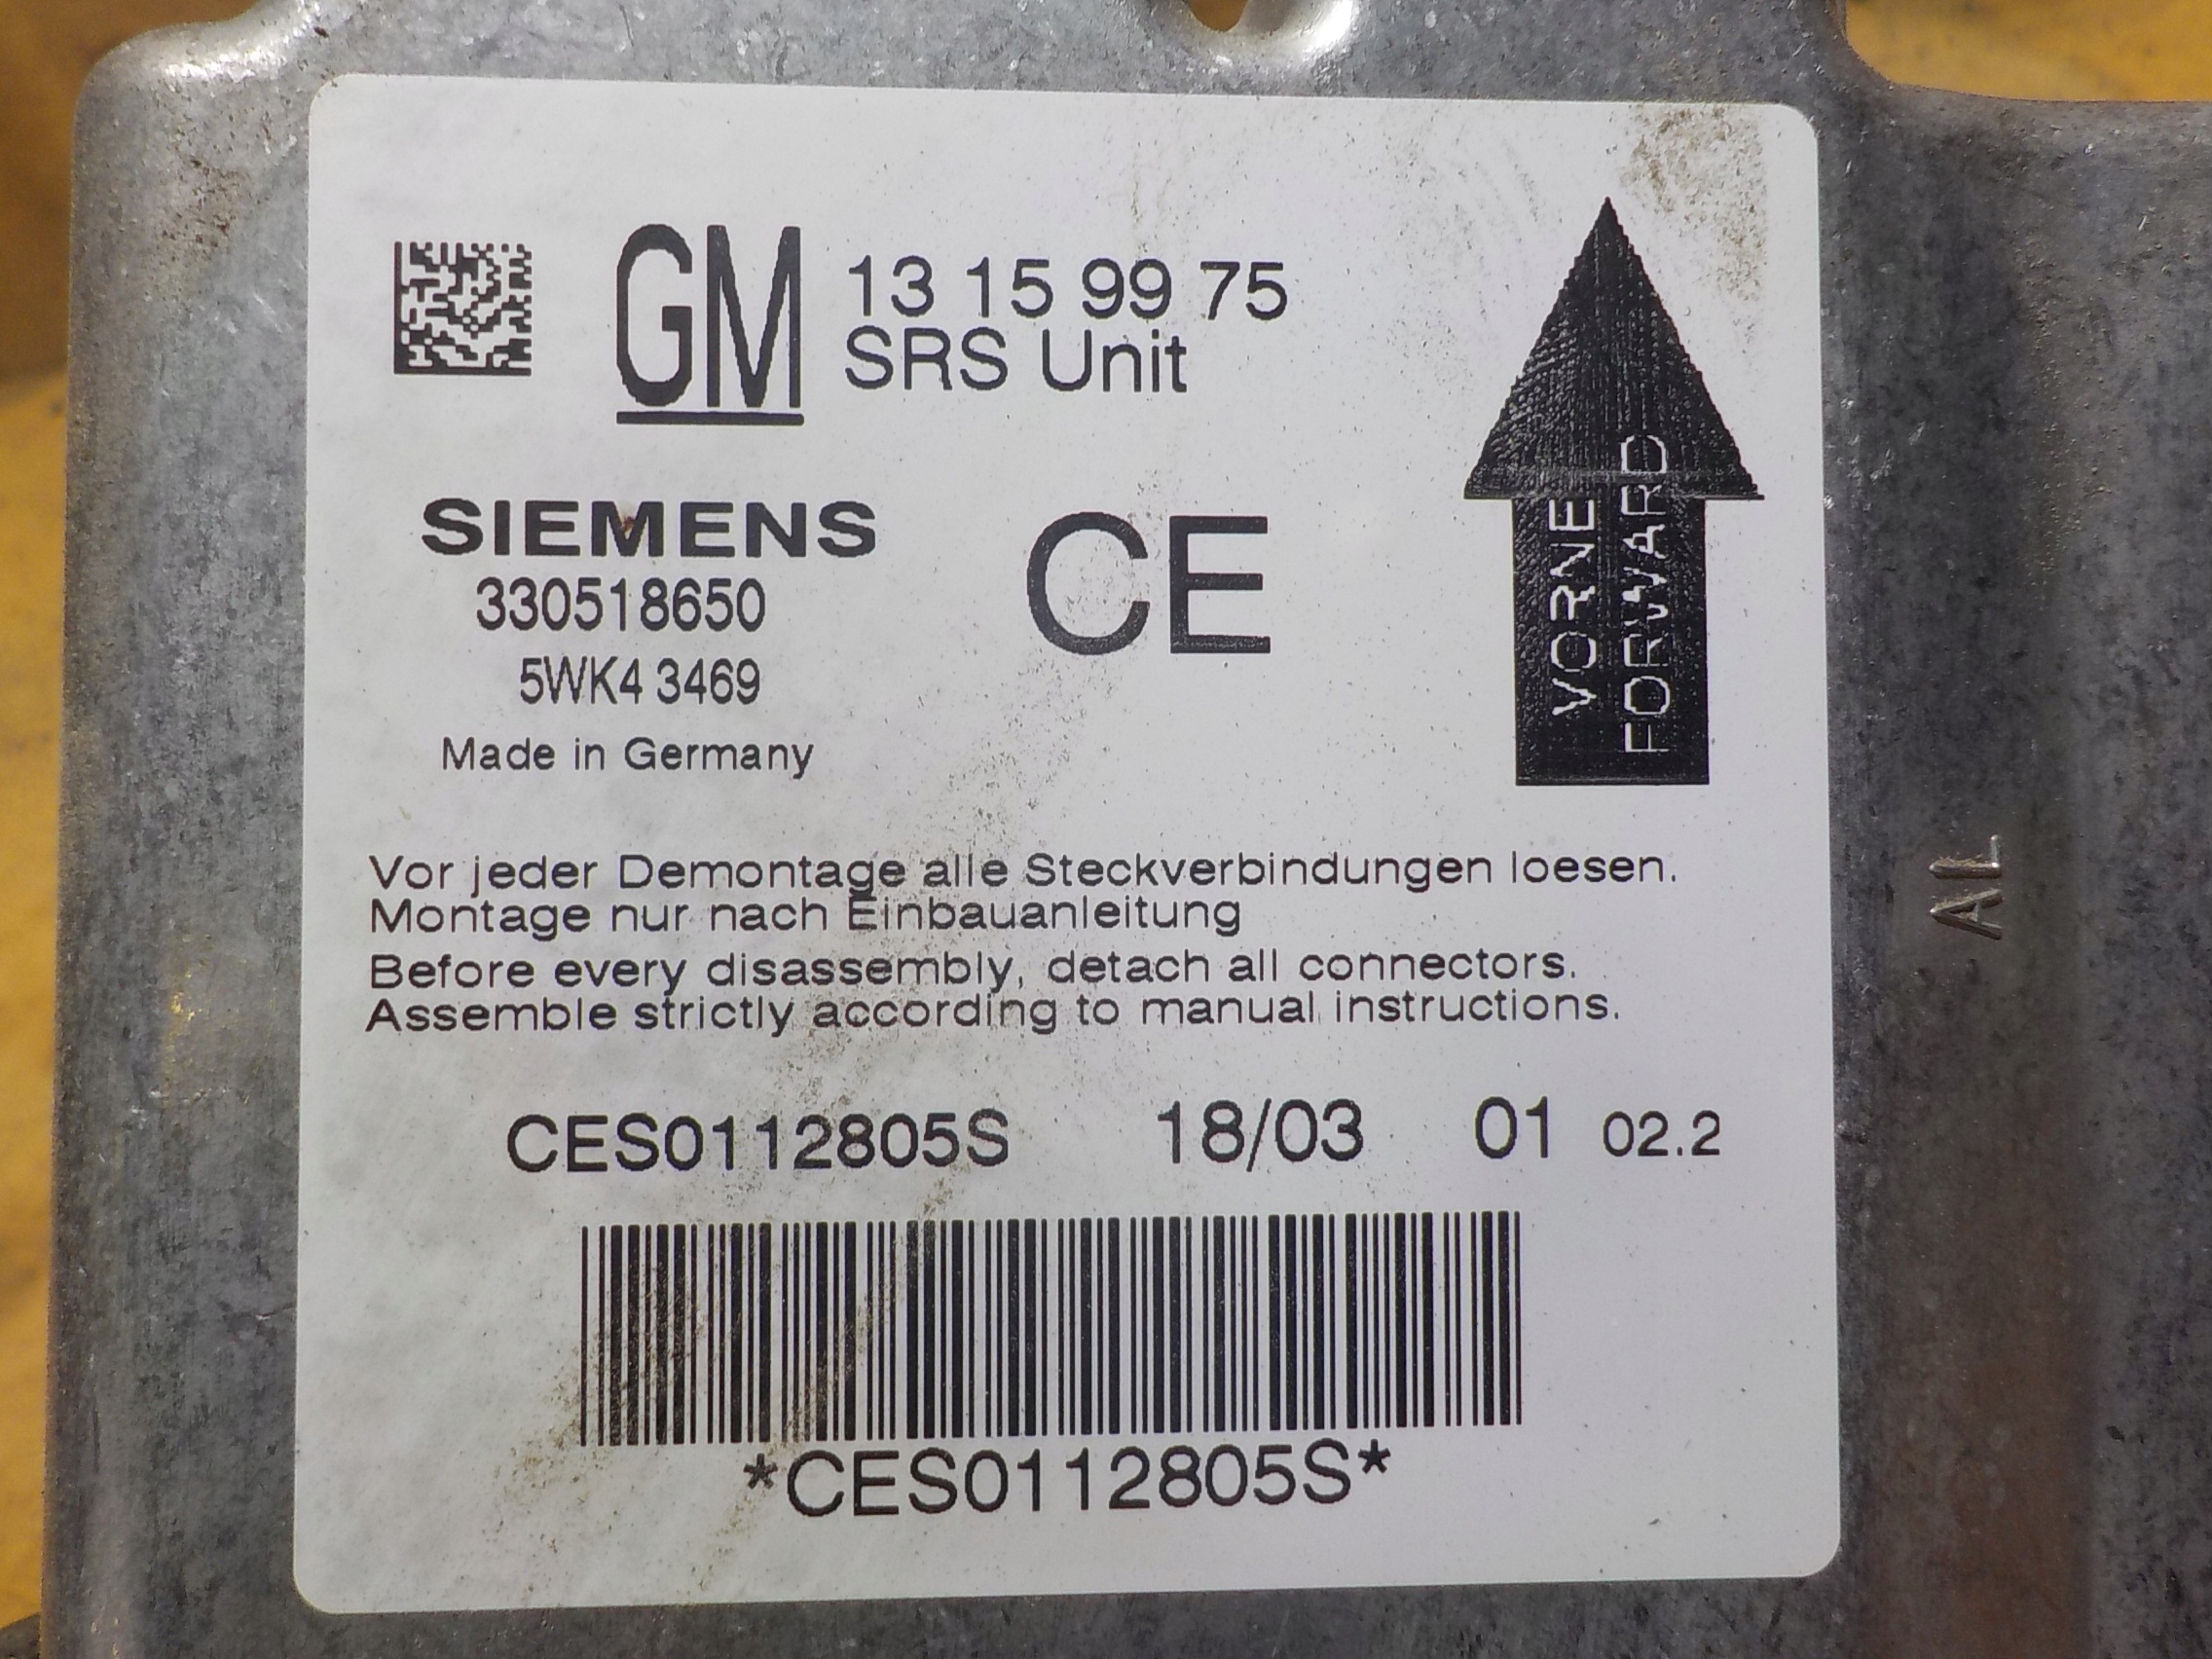 GM 13 15 99 75
SRS Unit
SIEMENS
CE
330518650
5WK4 3469
Made in Germany
VORNE
FORWARD
Vor jeder Demontage alle Steckverbindungen loesen.
Montage nur nach Einbauanleitung
Before every disassembly, detach all connectors.
Assemble strictly according to manual instructions.
CES0112805S 18/03 01 02.2
*CES0112805S*
AL